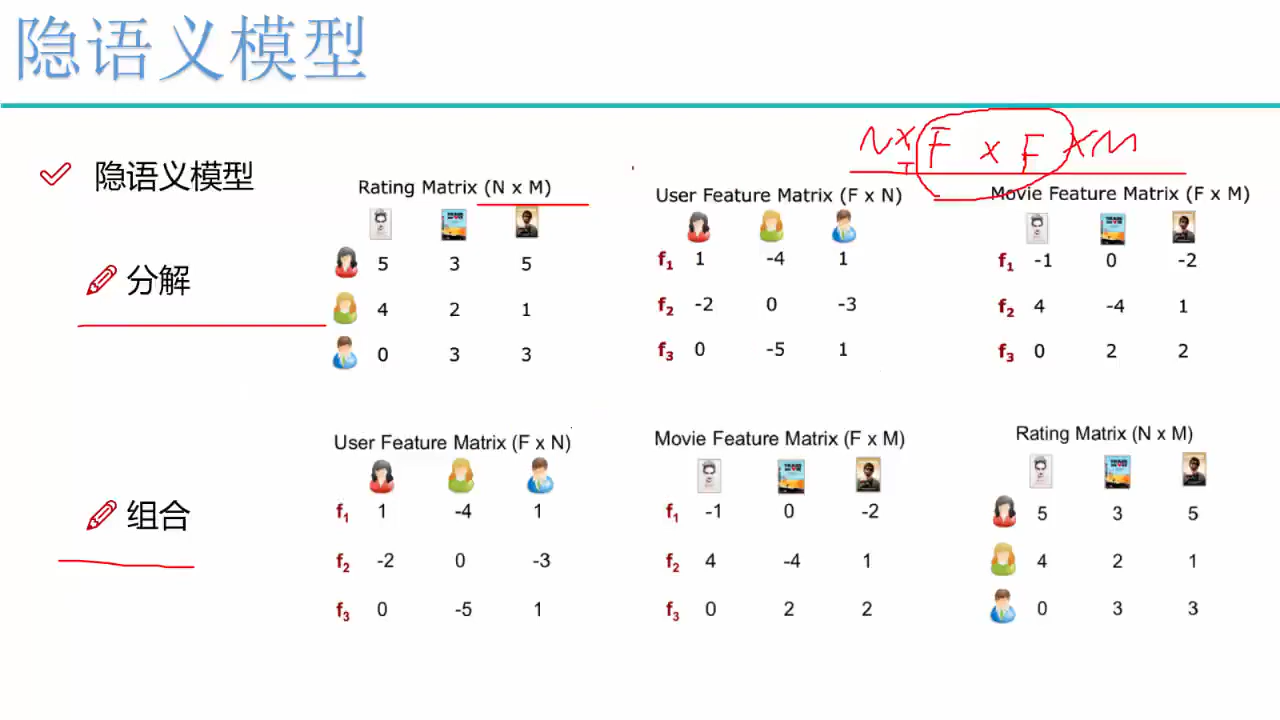 隐语义模型
N x F x F x M
T
隐语义模型
Rating Matrix (N x M)
User Feature Matrix (F x N)
Movie Feature Matrix (F x M)
分解
5 3 5
4 2 1
0 3 3
f1 1 -4 1
f2 -2 0 -3
f3 0 -5 1
f1 -1 0 -2
f2 4 -4 1
f3 0 2 2
组合
User Feature Matrix (F x N)
f1 1 -4 1
f2 -2 0 -3
f3 0 -5 1
Movie Feature Matrix (F x M)
f1 -1 0 -2
f2 4 -4 1
f3 0 2 2
Rating Matrix (N x M)
5 3 5
4 2 1
0 3 3